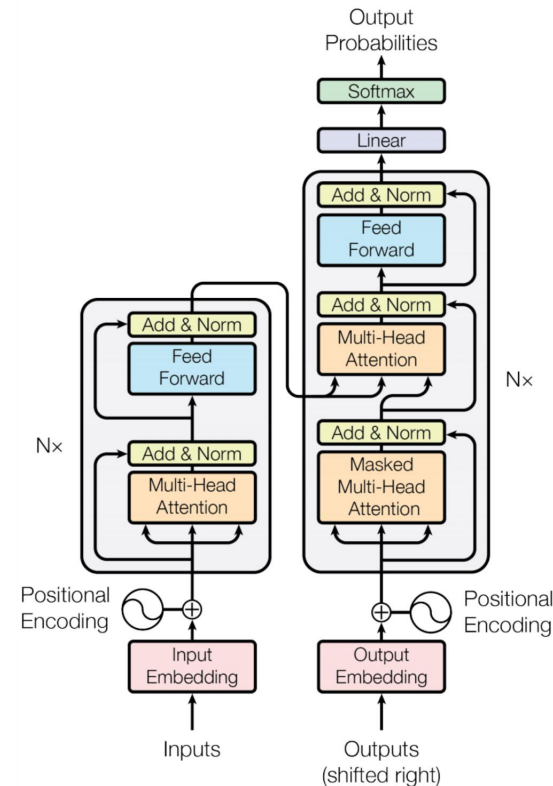 Output
Probabilities
Softmax
Linear
Add & Norm
Feed
Forward
Add & Norm
Multi-Head
Attention
Add & Norm
Masked
Multi-Head
Attention
Nx
Add & Norm
Feed
Forward
Add & Norm
Multi-Head
Attention
Nx
Positional
Encoding
Positional
Encoding
Input
Embedding
Output
Embedding
Inputs
Outputs
(shifted right)